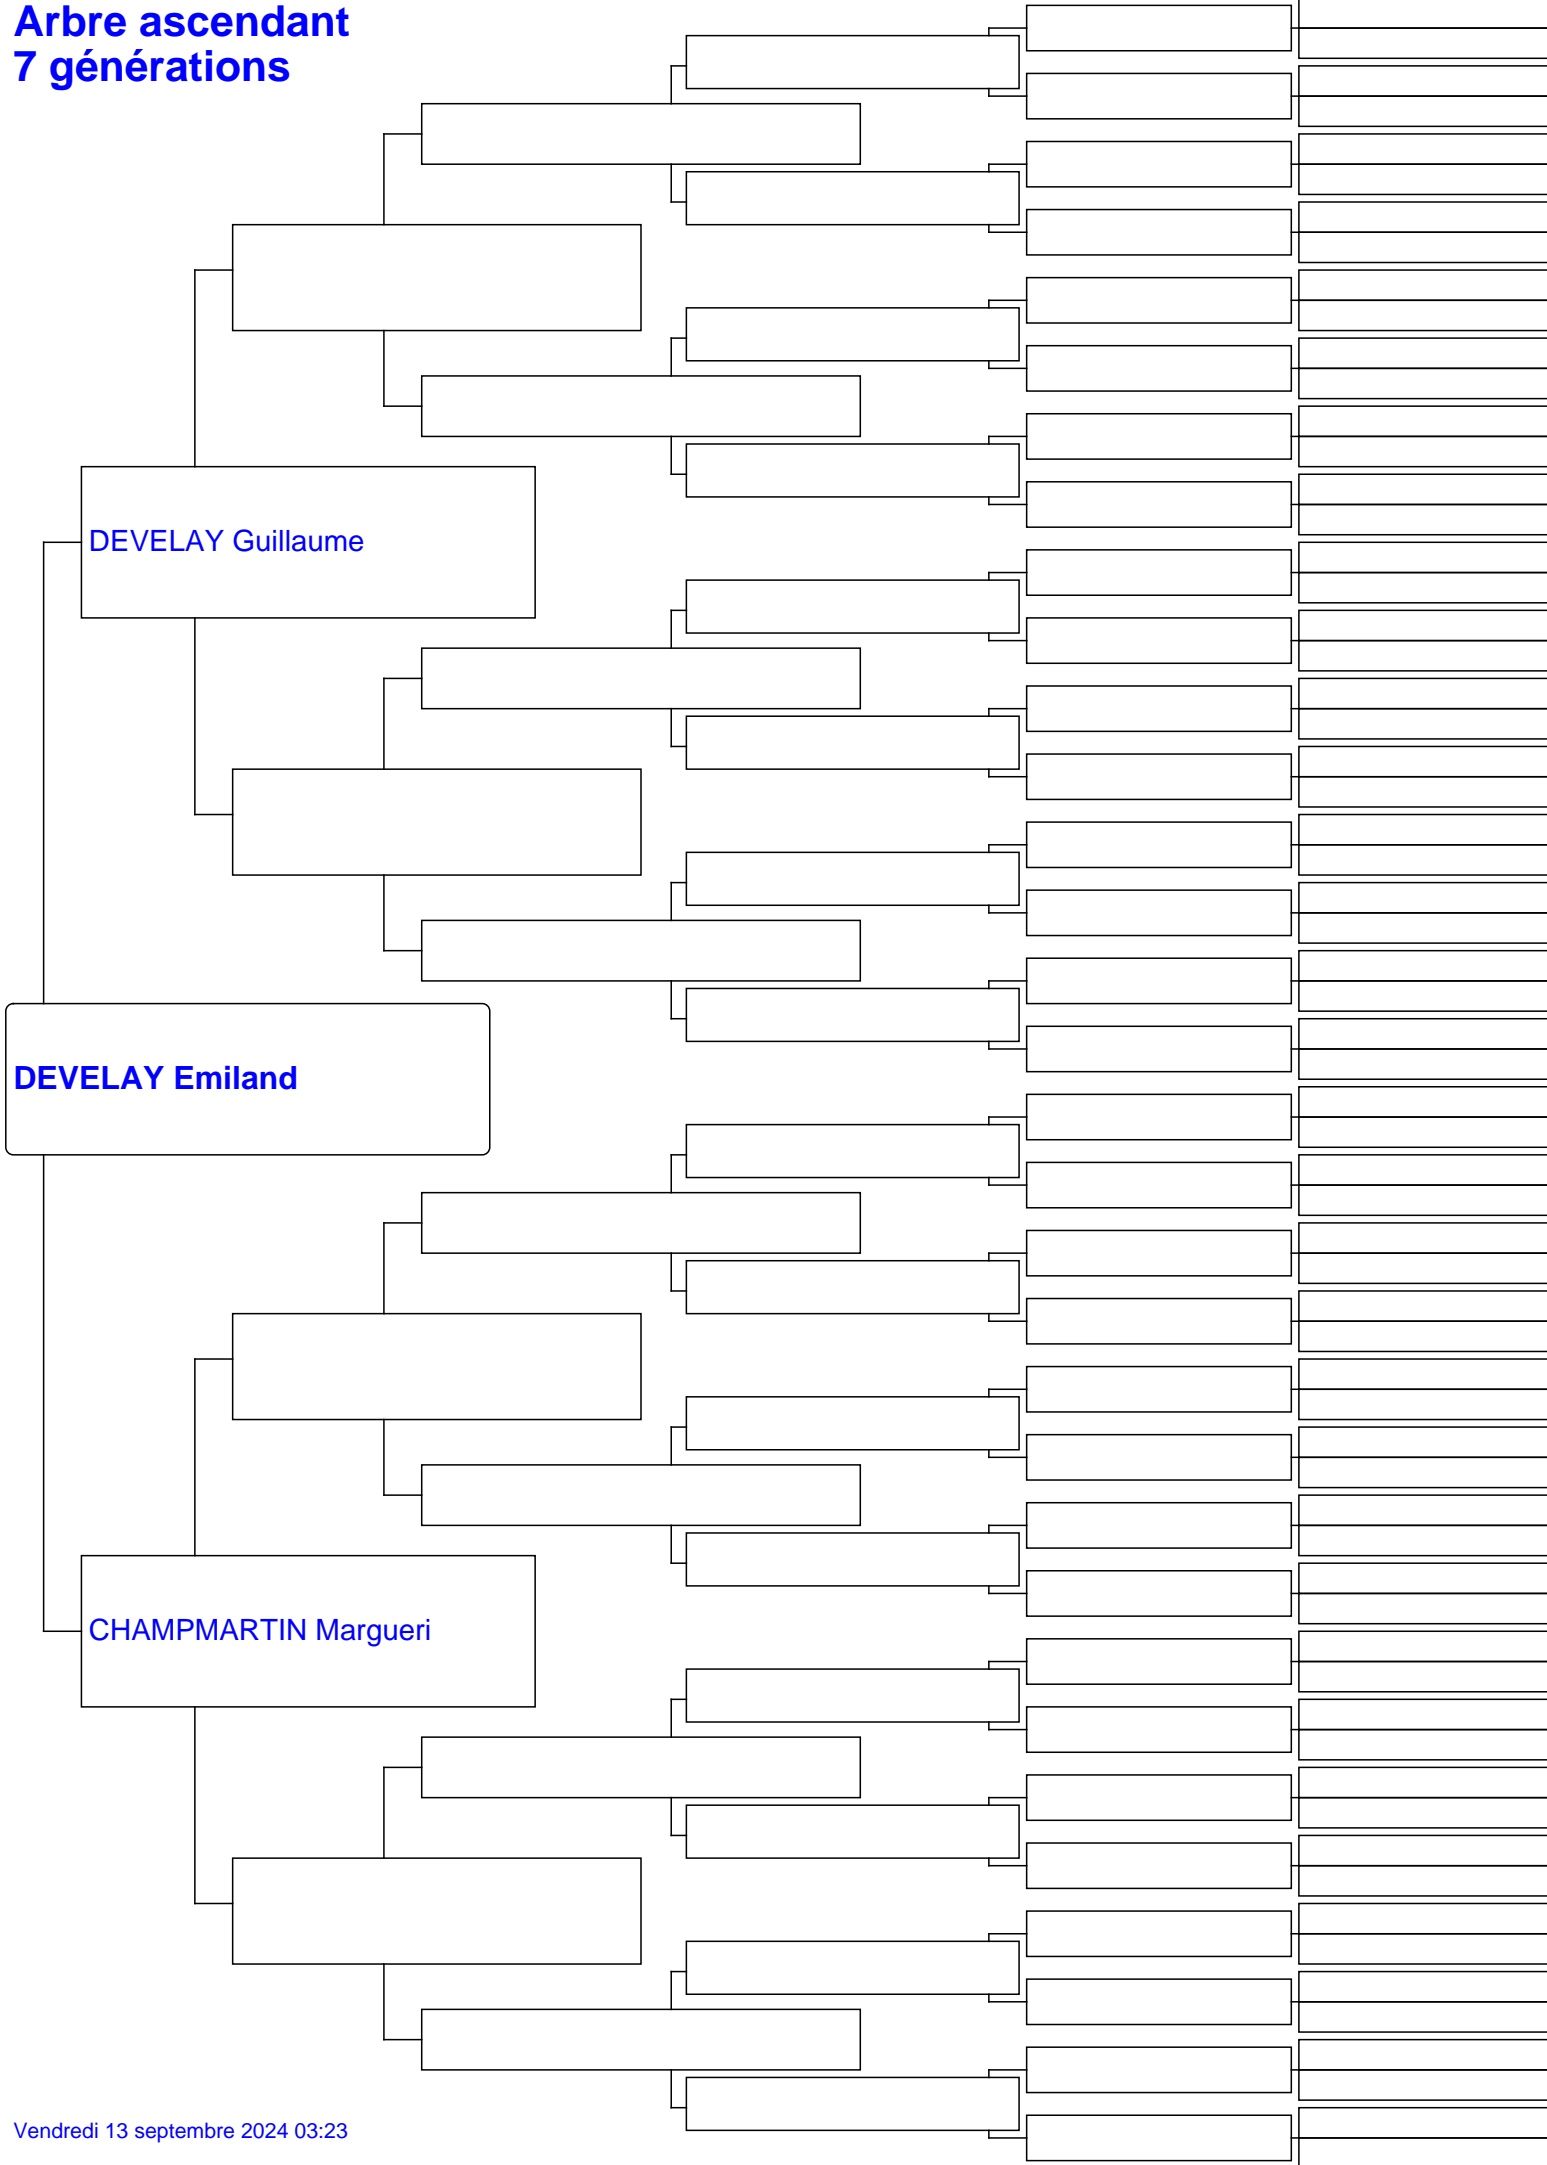 Arbre ascendant
7 générations
DEVELAY Guillaume
DEVELAY Emiland
CHAMPMARTIN Margueri
Vendredi 13 septembre 2024 03:23